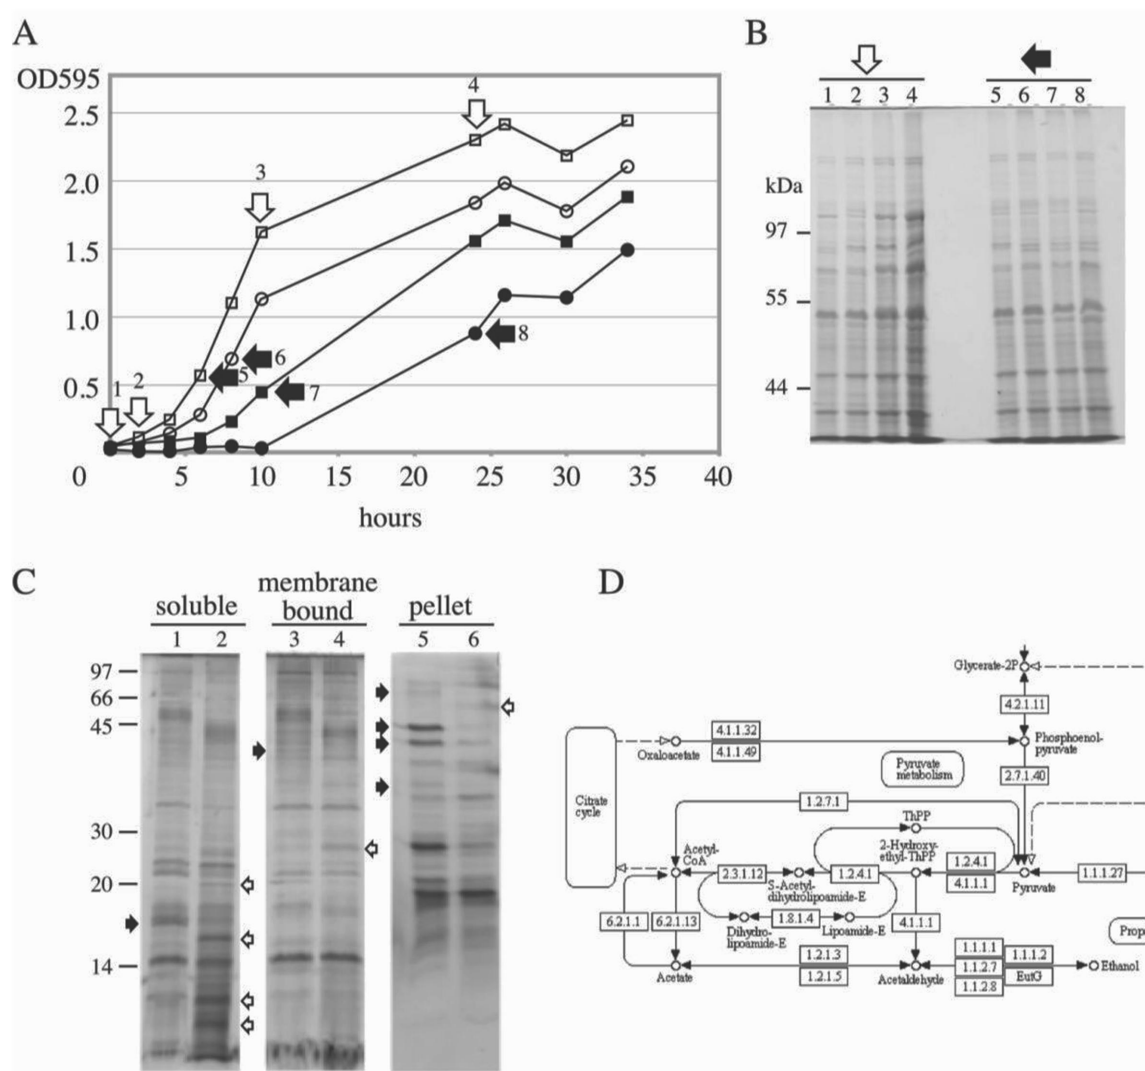 A
OD595
2.5
2.0
1.5
1.0
0.5
0 5 10 15 20 25 30 35 40
hours
1
2
3
4
5
6
7
8
B
1 2 3 4
5 6 7 8
kDa
97
55
44
C
soluble
membrane
bound
pellet
1 2
3 4
5 6
97
66
45
30
20
14
D
Glycerate-2P
4.2.1.11
Oxaloacetate
4.1.1.32
4.1.1.49
Phosphoenol-
pyruvate
Pyruvate
metabolism
2.7.1.40
Citrate
cycle
1.2.7.1
ThPP
Acetyl-
CoA
2-Hydroxy-
ethyl-ThPP
1.2.4.1
4.1.1.1
2.3.1.12
1.2.4.1
Pyruvate
1.1.1.27
S-Acetyl-
dihydrolipoamide-E
6.2.1.1
6.2.1.13
1.8.1.4
4.1.1.1
Dihydro-
lipoamide-E
Lipoamide-E
Prop
Acetate
1.2.1.3
1.2.1.5
Acetaldehyde
1.1.1.1
1.1.2.7
1.1.2.8
1.1.1.2
EutG
Ethanol